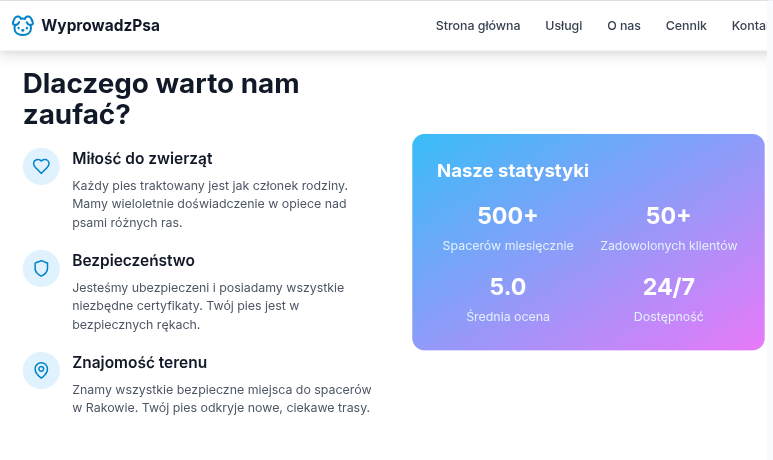 WyprowadzPsa
Strona główna Usługi O nas Cennik
Dlaczego warto nam
zaufać?
Miłość do zwierząt
Każdy pies traktowany jest jak członek rodziny.
Mamy wieloletnie doświadczenie w opiece nad
psami różnych ras.
Bezpieczeństwo
Jesteśmy ubezpieczeni i posiadamy wszystkie
niezbędne certyfikaty. Twój pies jest w
bezpiecznych rękach.
Znajomość terenu
Znamy wszystkie bezpieczne miejsca do spacerów
w Rakowie. Twój pies odkryje nowe, ciekawe trasy.
Nasze statystyki
500+ 50+
Spacerów miesięcznie Zadowolonych klientów
5.0 24/7
Średnia ocena Dostępność